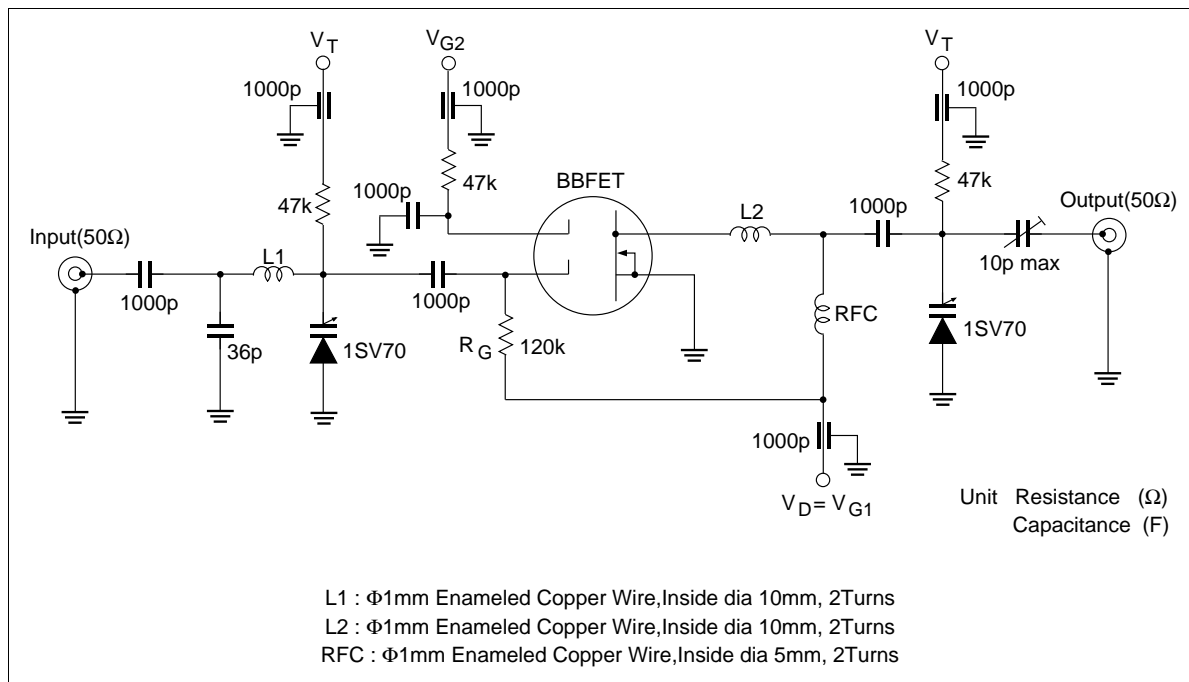 V_T
V_G2
V_T
1000p
1000p
1000p
47k
47k
47k
1000p
BBFET
L2
1000p
Output(50Ω)
Input(50Ω)
L1
10p max
1000p
1000p
RFC
36p
1SV70
R_G
120k
1SV70
1000p
V_D = V_G1
Unit Resistance (Ω)
Capacitance (F)
L1 : Φ1mm Enameled Copper Wire,Inside dia 10mm, 2Turns
L2 : Φ1mm Enameled Copper Wire,Inside dia 10mm, 2Turns
RFC : Φ1mm Enameled Copper Wire,Inside dia 5mm, 2Turns